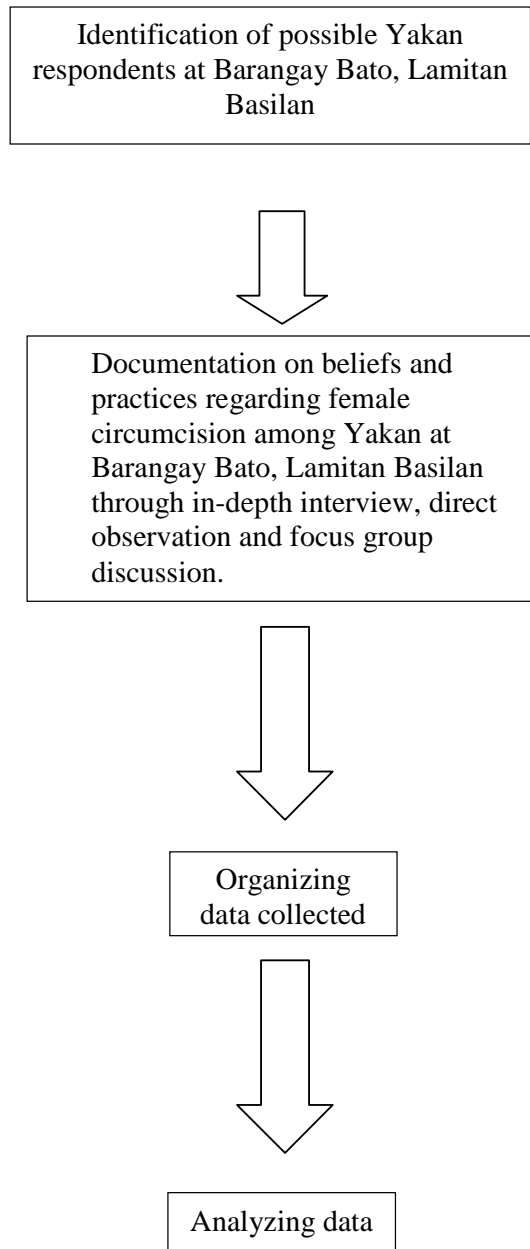 Identification of possible Yakan
respondents at Barangay Bato, Lamitan
Basilan
Documentation on beliefs and
practices regarding female
circumcision among Yakan at
Barangay Bato, Lamitan Basilan
through in-depth interview, direct
observation and focus group
discussion.
Organizing
data collected
Analyzing data